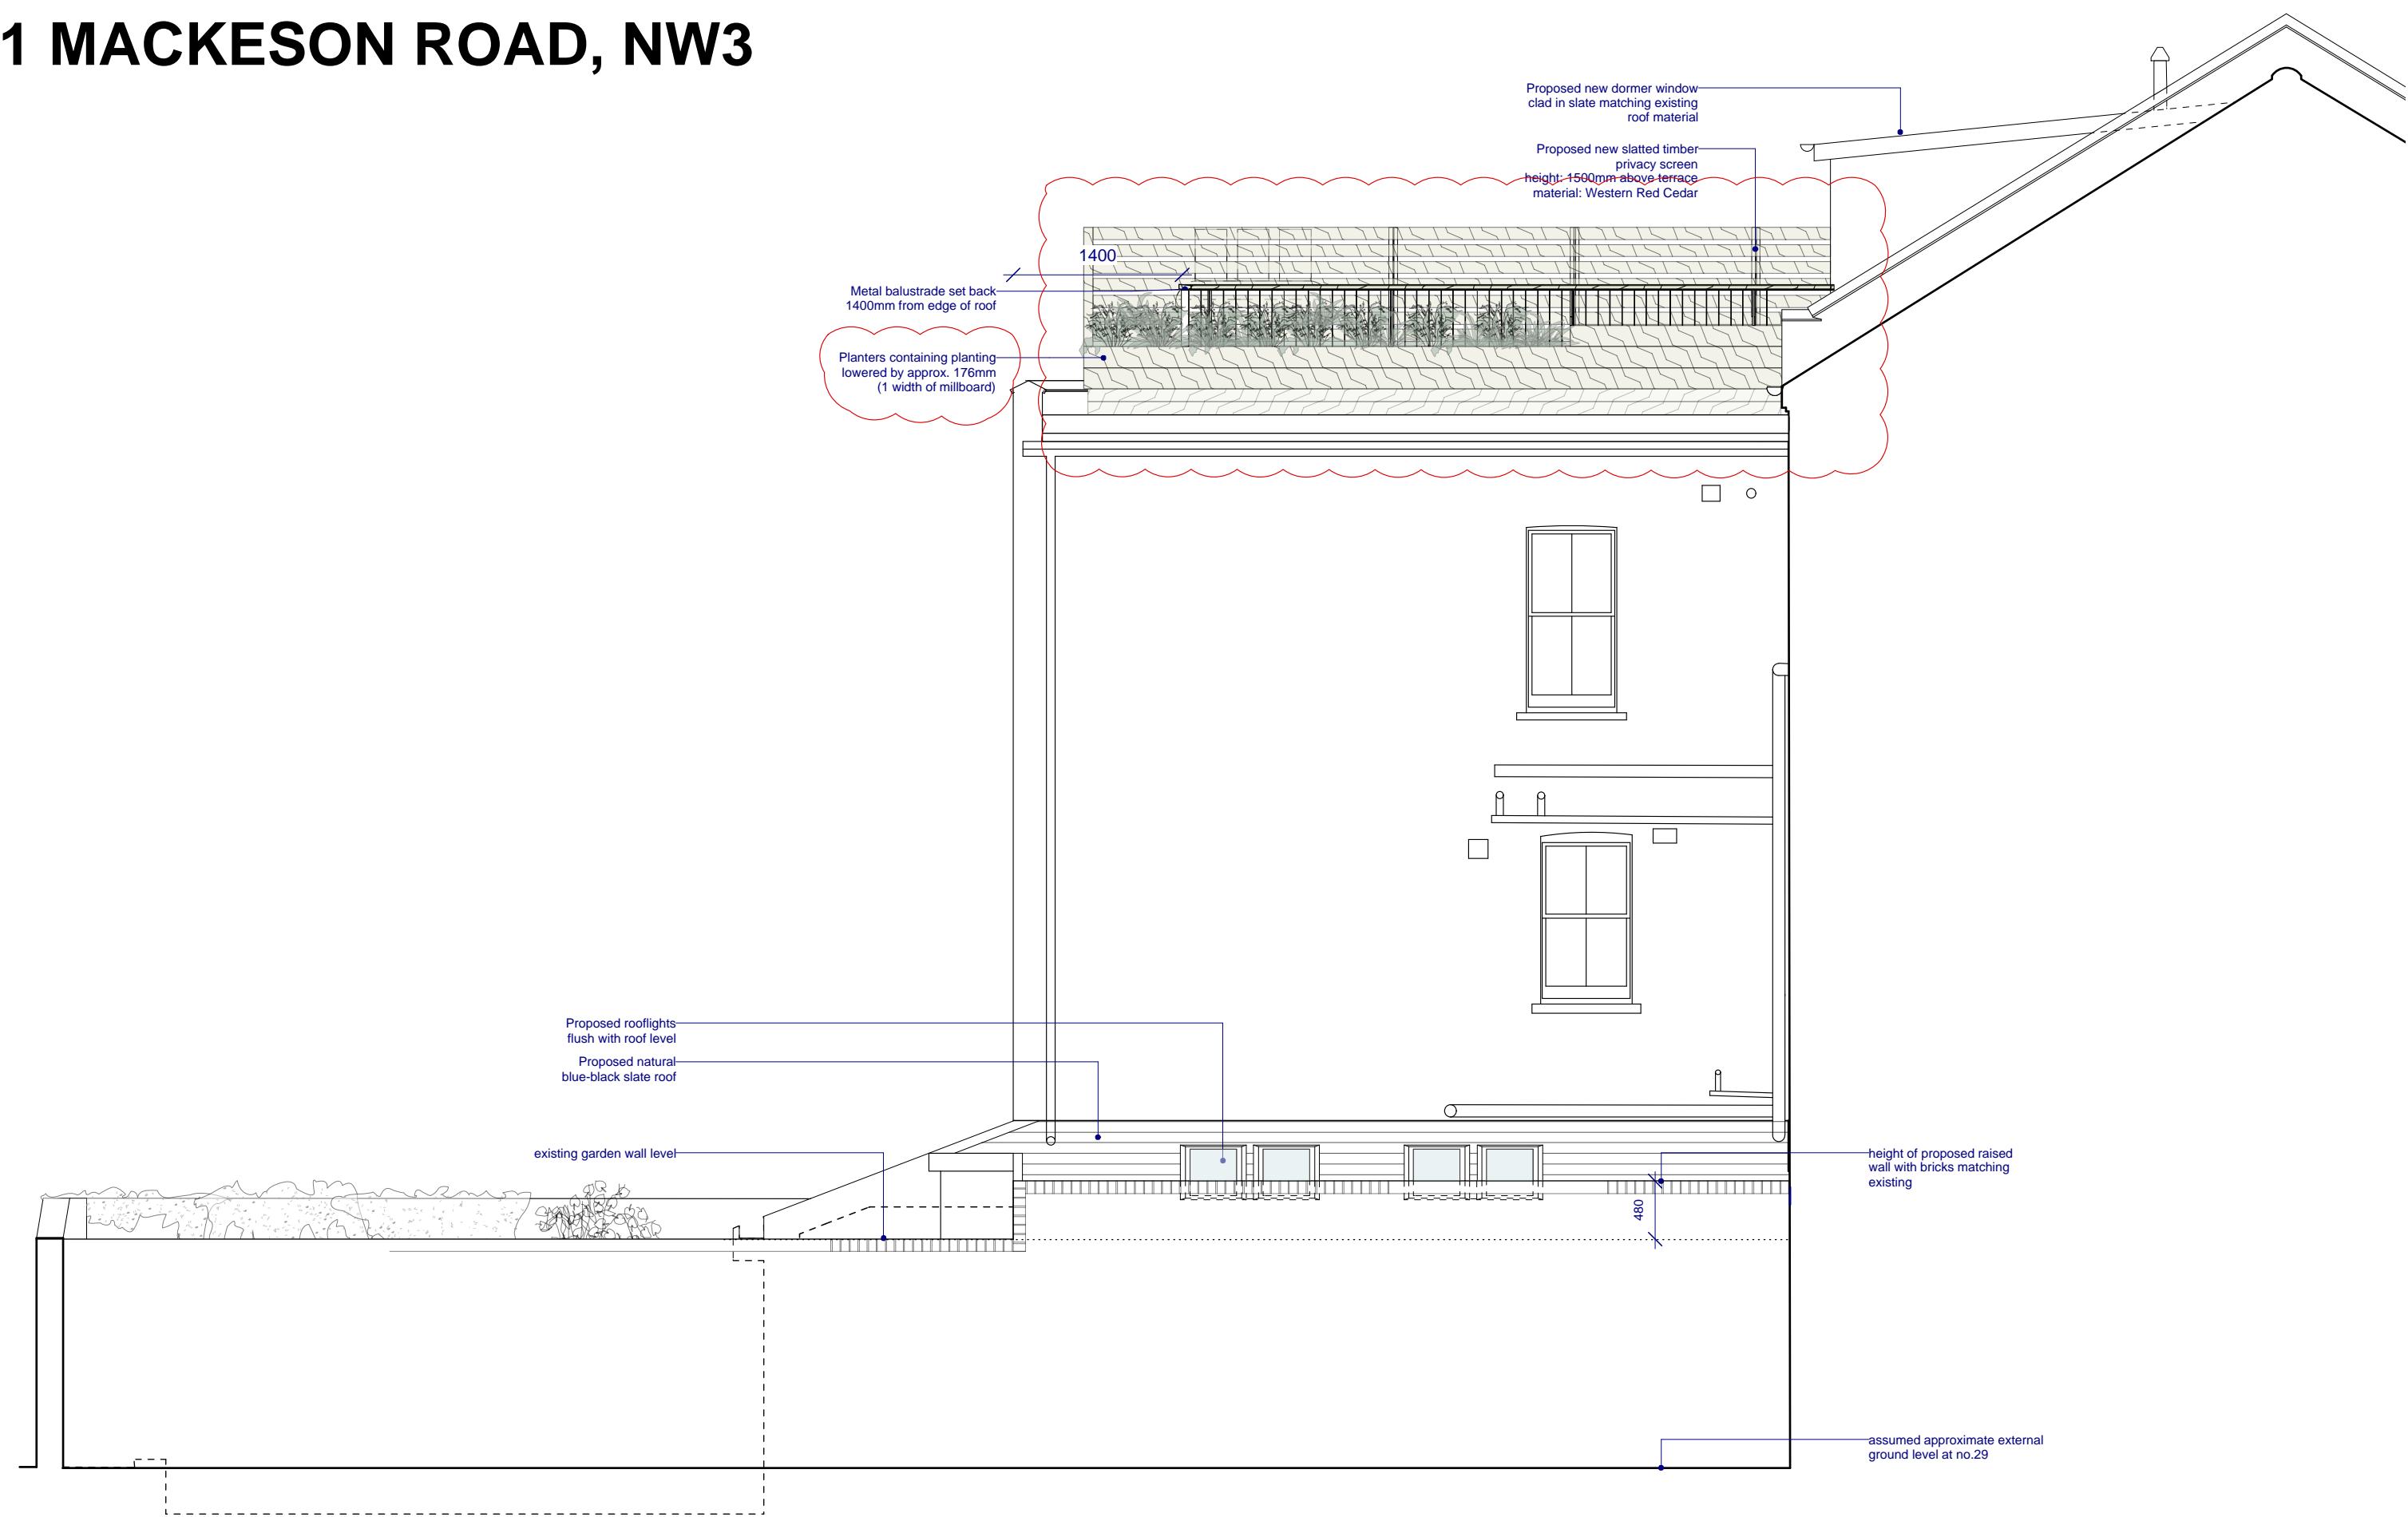 1 MACKESON ROAD, NW3
Proposed new dormer window
clad in slate matching existing
roof material
Proposed new slatted timber
privacy screen
height: 1500mm above terrace
material: Western Red Cedar
1400
Metal balustrade set back
1400mm from edge of roof
Planters containing planting
lowered by approx. 176mm
(1 width of millboard)
Proposed rooflights
flush with roof level
Proposed natural
blue-black slate roof
existing garden wall level
height of proposed raised
wall with bricks matching
existing
480
assumed approximate external
ground level at no.29